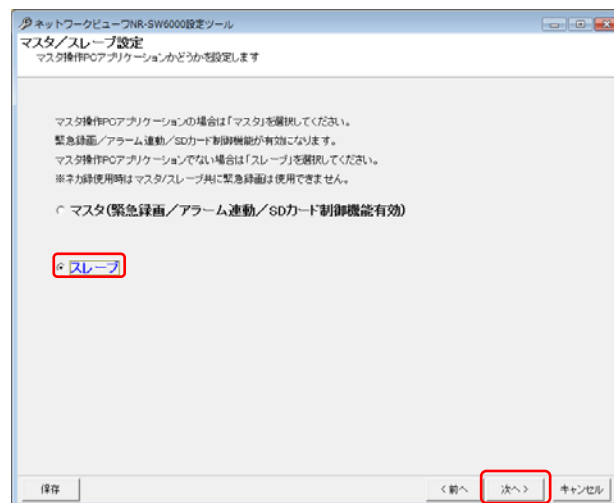 ネットワークビューワNR-SW6000設定ツール
マスタ/スレーブ設定
マスタ操作PCアプリケーションかどうかを設定します
マスタ操作PCアプリケーションの場合は「マスタ」を選択してください。
緊急録画/アラーム連動/SDカード制御機能が有効になります。
マスタ操作PCアプリケーションでない場合は「スレーブ」を選択してください。
※ネカ録使用時はマスタ/スレーブ共に緊急録画は使用できません。
マスタ(緊急録画/アラーム連動/SDカード制御機能有効)
スレーブ
保存
<前へ
次へ>
キャンセル